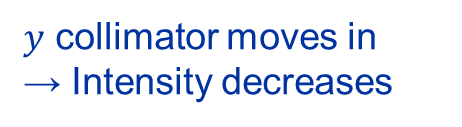 y collimator moves in
→ Intensity decreases